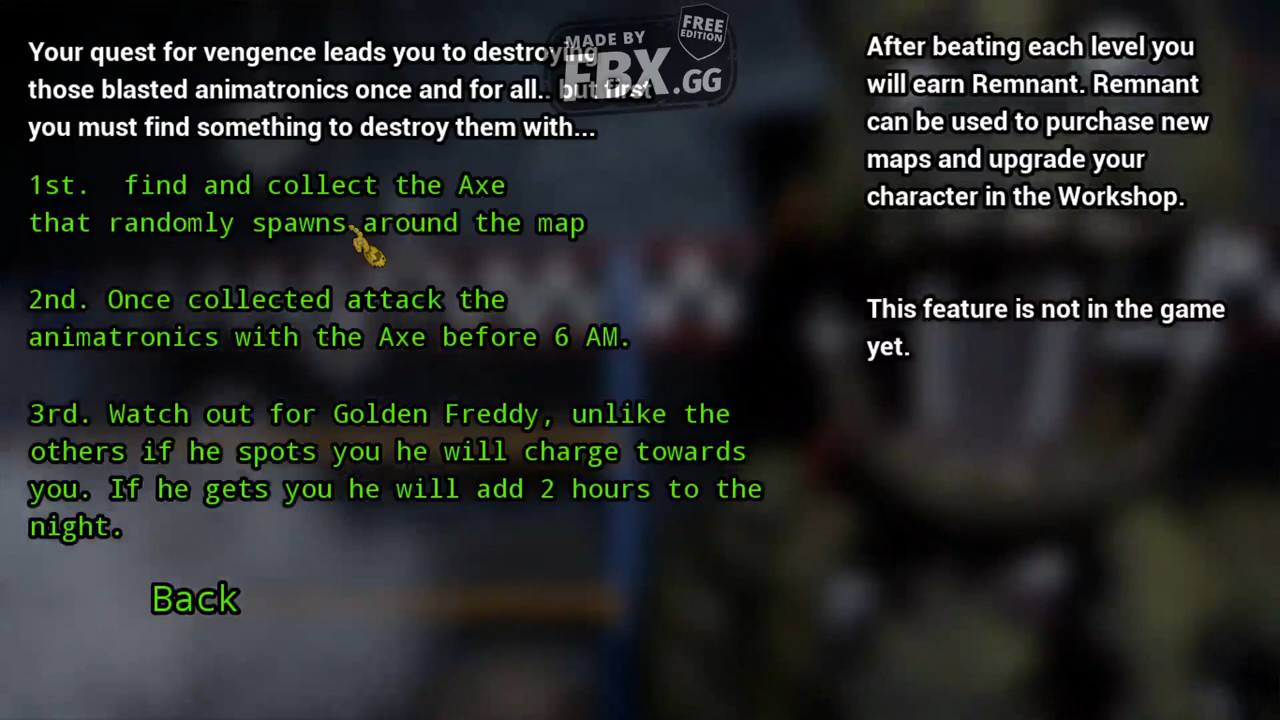 Your quest for vengence leads you to destroying
those blasted animatronics once and for all.. but first
you must find something to destroy them with...
1st. find and collect the Axe
that randomly spawns around the map
2nd. Once collected attack the
animatronics with the Axe before 6 AM.
3rd. Watch out for Golden Freddy, unlike the
others if he spots you he will charge towards
you. If he gets you he will add 2 hours to the
night.
Back
MADE BY
FBX.GG
FREE
EDITION
After beating each level you
will earn Remnant. Remnant
can be used to purchase new
maps and upgrade your
character in the Workshop.
This feature is not in the game
yet.